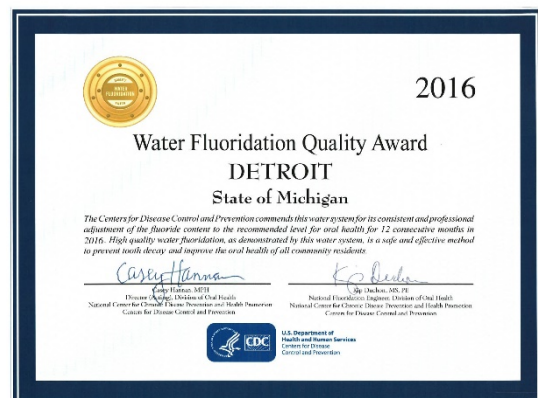 QUALITY
WATER
FLUORIDATION
2016
Water Fluoridation Quality Award
DETROIT
State of Michigan
The Centers for Disease Control and Prevention commends this water system for its consistent and professional
adjustment of the fluoride content to the recommended level for oral health for 12 consecutive months in
2016. High quality water fluoridation, as demonstrated by this water system, is a safe and effective method
to prevent tooth decay and improve the oral health of all community residents.
Casey Hannan
Kip Duchon
Casey Hannan, MPH
Director (Acting), Division of Oral Health
National Center for Chronic Disease Prevention and Health Promotion
Centers for Disease Control and Prevention
Kip Duchon, MS, PE
National Fluoridation Engineer, Division of Oral Health
National Center for Chronic Disease Prevention and Health Promotion
Centers for Disease Control and Prevention
CDC
U.S. Department of
Health and Human Services
Centers for Disease
Control and Prevention